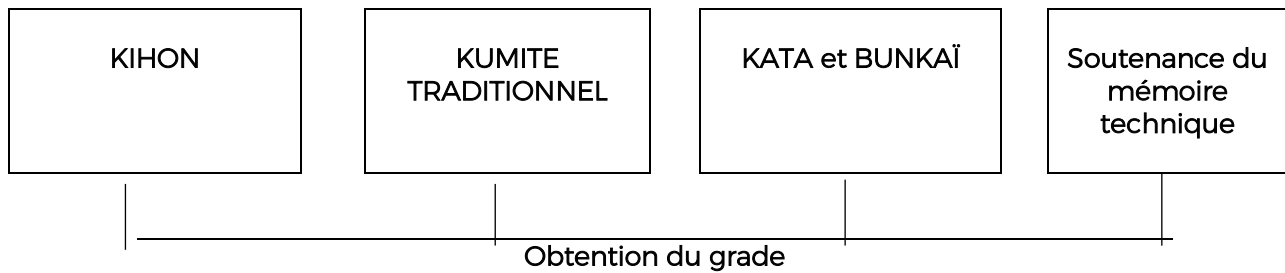 KIHON
KUMITE
TRADITIONNEL
KATA et BUNKAÏ
Soutenance du
mémoire
technique
Obtention du grade